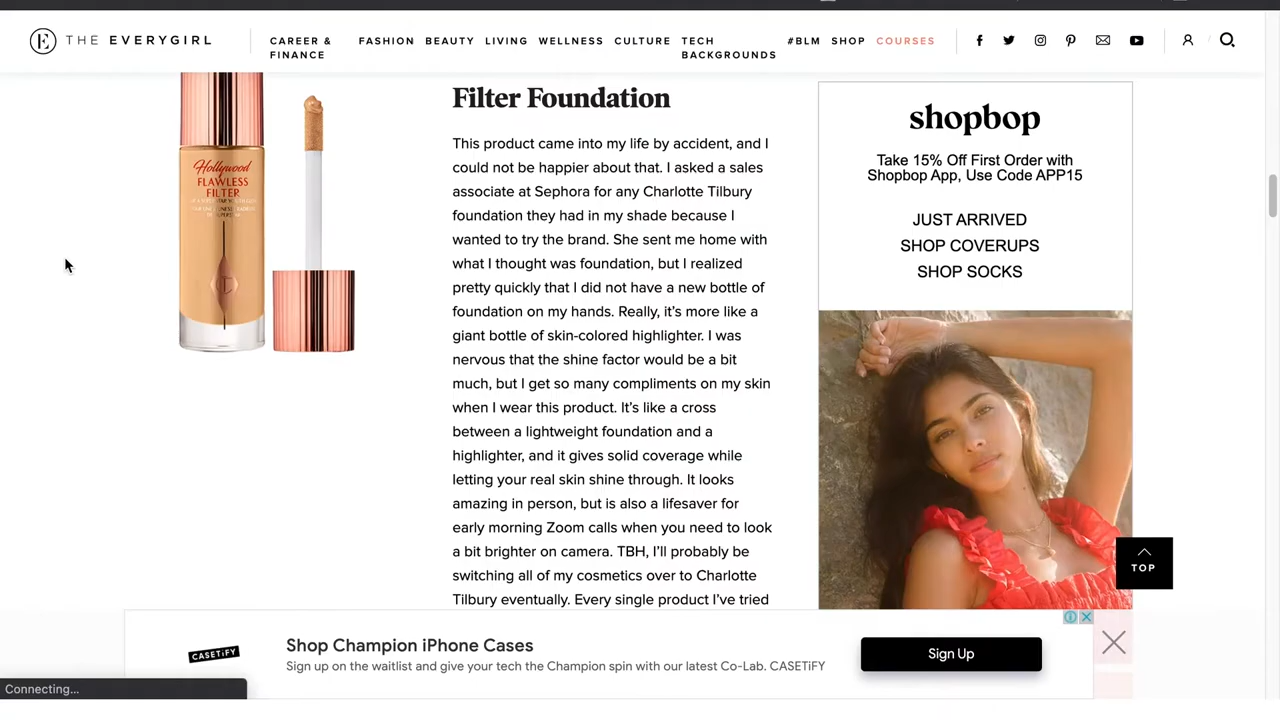 THE EVERYGIRL
CAREER &
FINANCE
FASHION
BEAUTY
LIVING
WELLNESS
CULTURE
TECH
BACKGROUNDS
#BLM
SHOP
COURSES
Hollywood
FLAWLESS
FILTER
Filter Foundation
This product came into my life by accident, and I
could not be happier about that. I asked a sales
associate at Sephora for any Charlotte Tilbury
foundation they had in my shade because I
wanted to try the brand. She sent me home with
what I thought was foundation, but I realized
pretty quickly that I did not have a new bottle of
foundation on my hands. Really, it’s more like a
giant bottle of skin-colored highlighter. I was
nervous that the shine factor would be a bit
much, but I get so many compliments on my skin
when I wear this product. It’s like a cross
between a lightweight foundation and a
highlighter, and it gives solid coverage while
letting your real skin shine through. It looks
amazing in person, but is also a lifesaver for
early morning Zoom calls when you need to look
a bit brighter on camera. TBH, I’ll probably be
switching all of my cosmetics over to Charlotte
Tilbury eventually. Every single product I’ve tried
shopbop
Take 15% Off First Order with
Shopbop App, Use Code APP15
JUST ARRIVED
SHOP COVERUPS
SHOP SOCKS
TOP
CASETiFY
Shop Champion iPhone Cases
Sign up on the waitlist and give your tech the Champion spin with our latest Co-Lab. CASETiFY
Sign Up
Connecting...